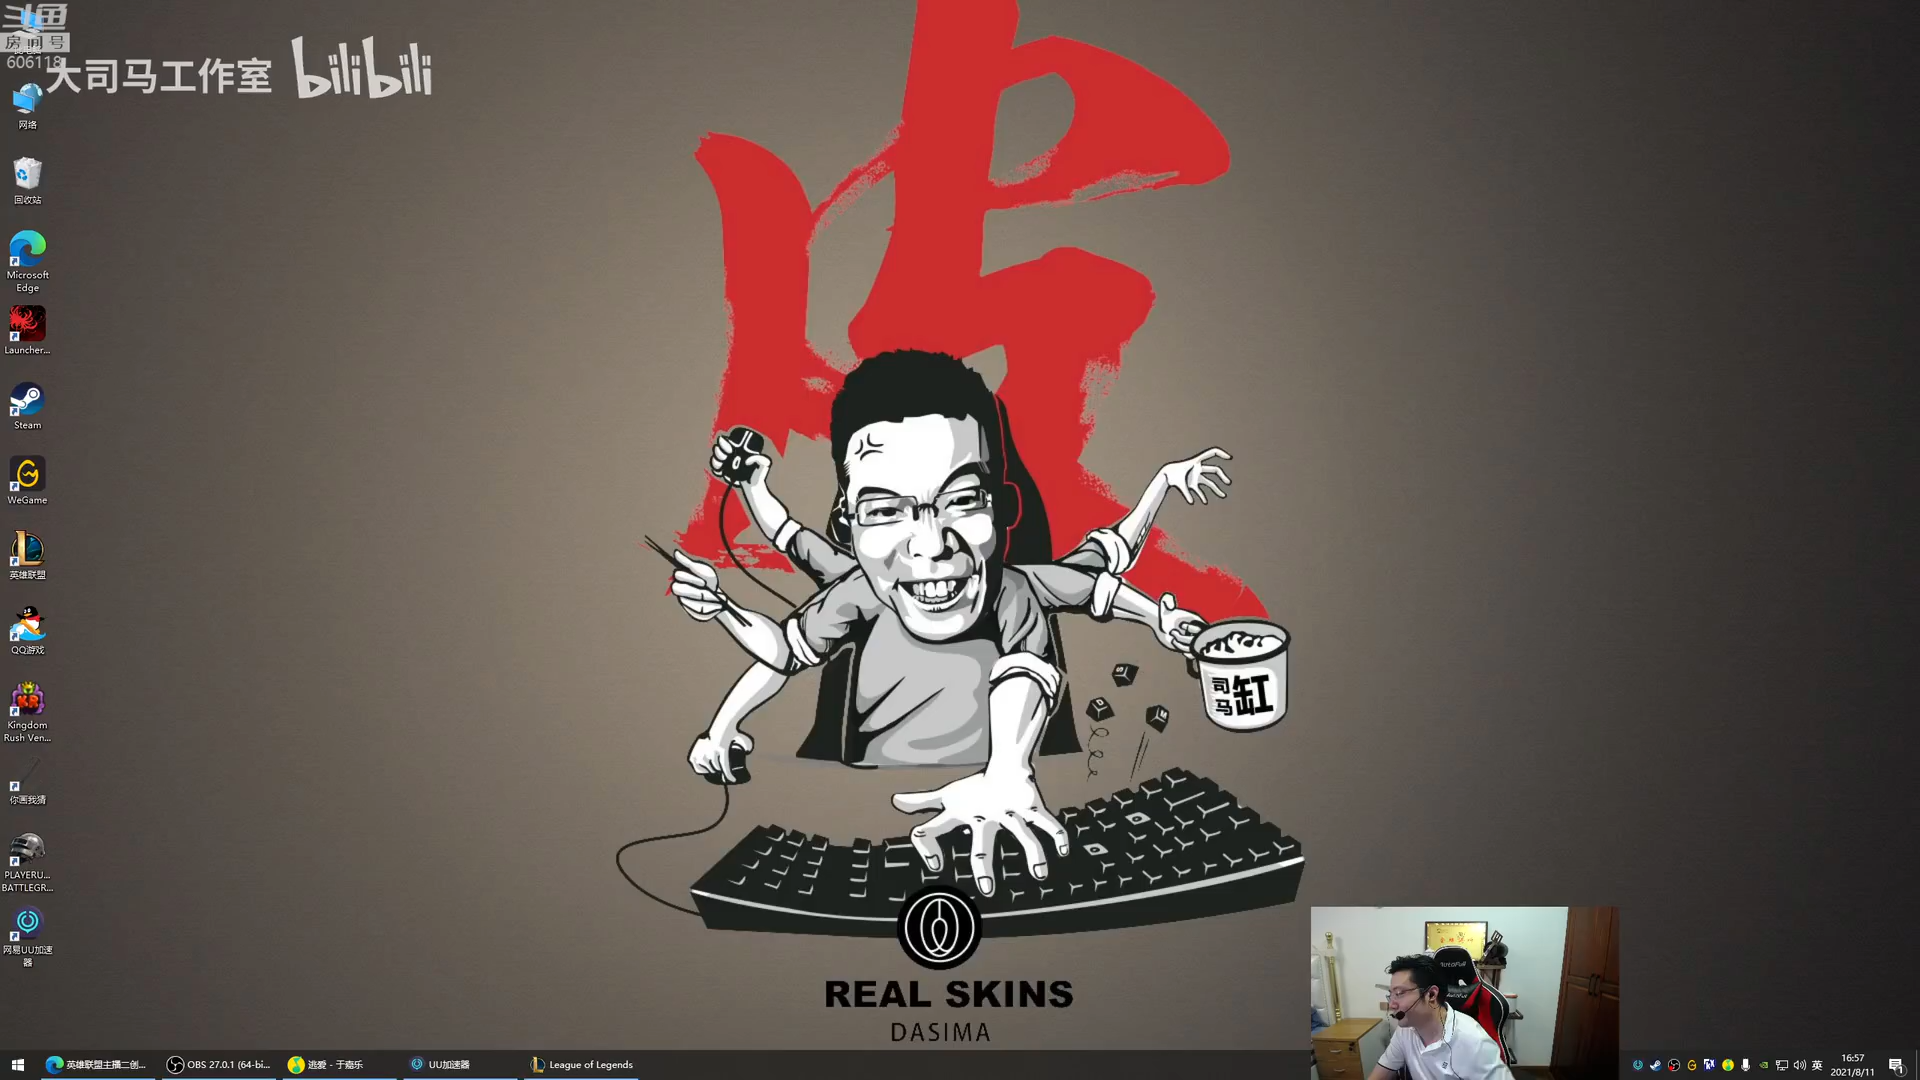 斗鱼
房间号
606118
大司马工作室 bilibili
网络
回收站
Microsoft
Edge
Launcher...
Steam
WeGame
英雄联盟
QQ游戏
Kingdom
Rush Ven...
你画我猜
PLAYERU...
BATTLEGR...
网易UU加速
器
司马
缸
REAL SKINS
DASIMA
英雄联盟主播二创...
OBS 27.0.1 (64-bi...
逃爱 - 于嘉乐
UU加速器
League of Legends
英
16:57
2021/8/11